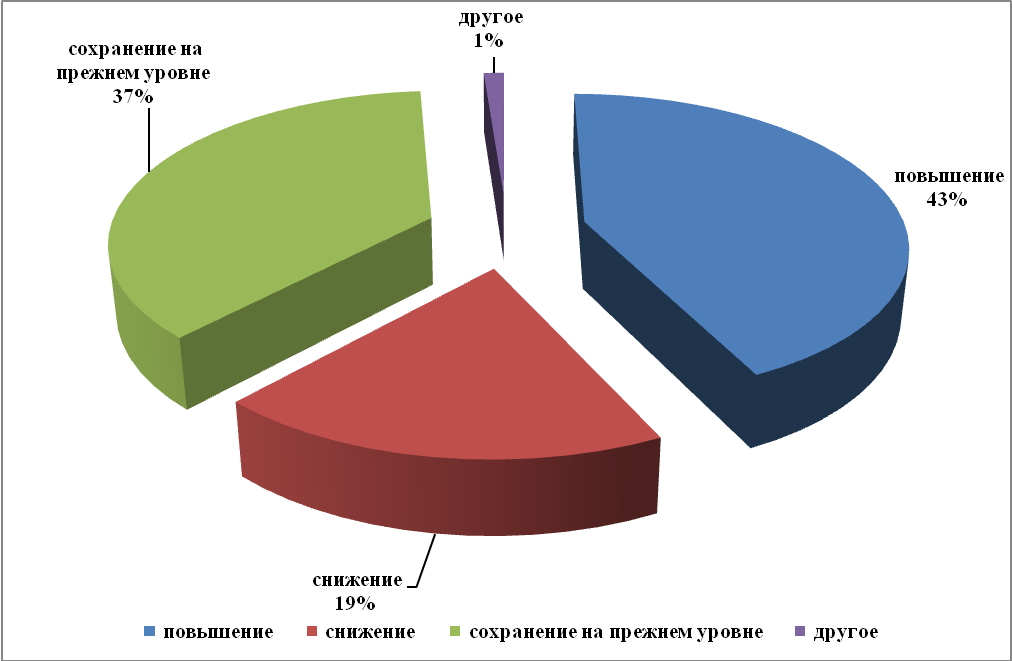 другое
1%
сохранение на
прежнем уровне
37%
повышение
43%
снижение
19%
повышение снижение сохранение на прежнем уровне другое